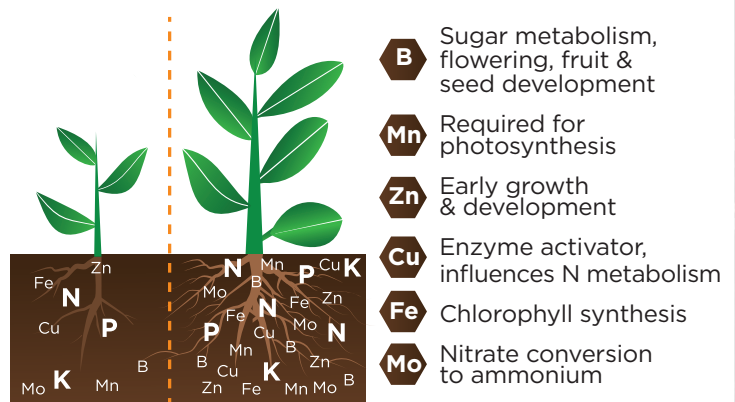 B
Sugar metabolism,
flowering, fruit &
seed development
Mn
Required for
photosynthesis
Zn
Early growth
& development
Cu
Enzyme activator,
influences N metabolism
Fe
Chlorophyll synthesis
Mo
Nitrate conversion
to ammonium
Zn
Fe
N
Cu
P
B
Mo K Mn
N Mn P Cu K
B
Mo
Fe Zn
N
Fe
Mo
P Cu N
Mn B
B
Cu K Zn
Zn Fe Mn Mo B